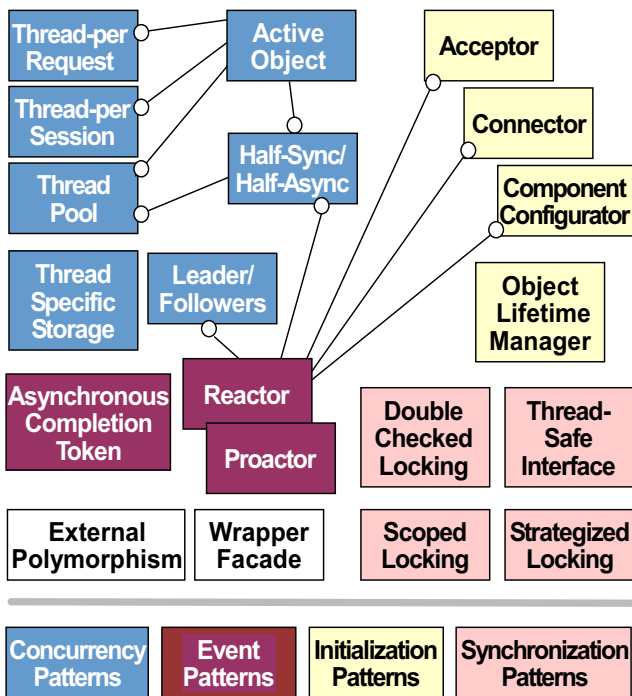 Thread-per
Request
Active
Object
Acceptor
Thread-per
Session
Connector
Half-Sync/
Half-Async
Thread
Pool
Component
Configurator
Thread
Specific
Storage
Leader/
Followers
Object
Lifetime
Manager
Asynchronous
Completion
Token
Reactor
Proactor
Double
Checked
Locking
Thread-
Safe
Interface
External
Polymorphism
Wrapper
Facade
Scoped
Locking
Strategized
Locking
Concurrency
Patterns
Event
Patterns
Initialization
Patterns
Synchronization
Patterns